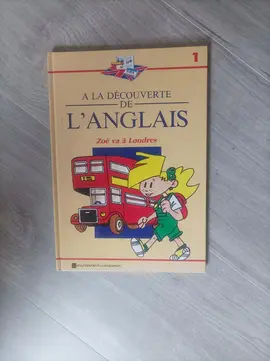 1
A LA DÉCOUVERTE
DE
L'ANGLAIS
Zoé va à Londres